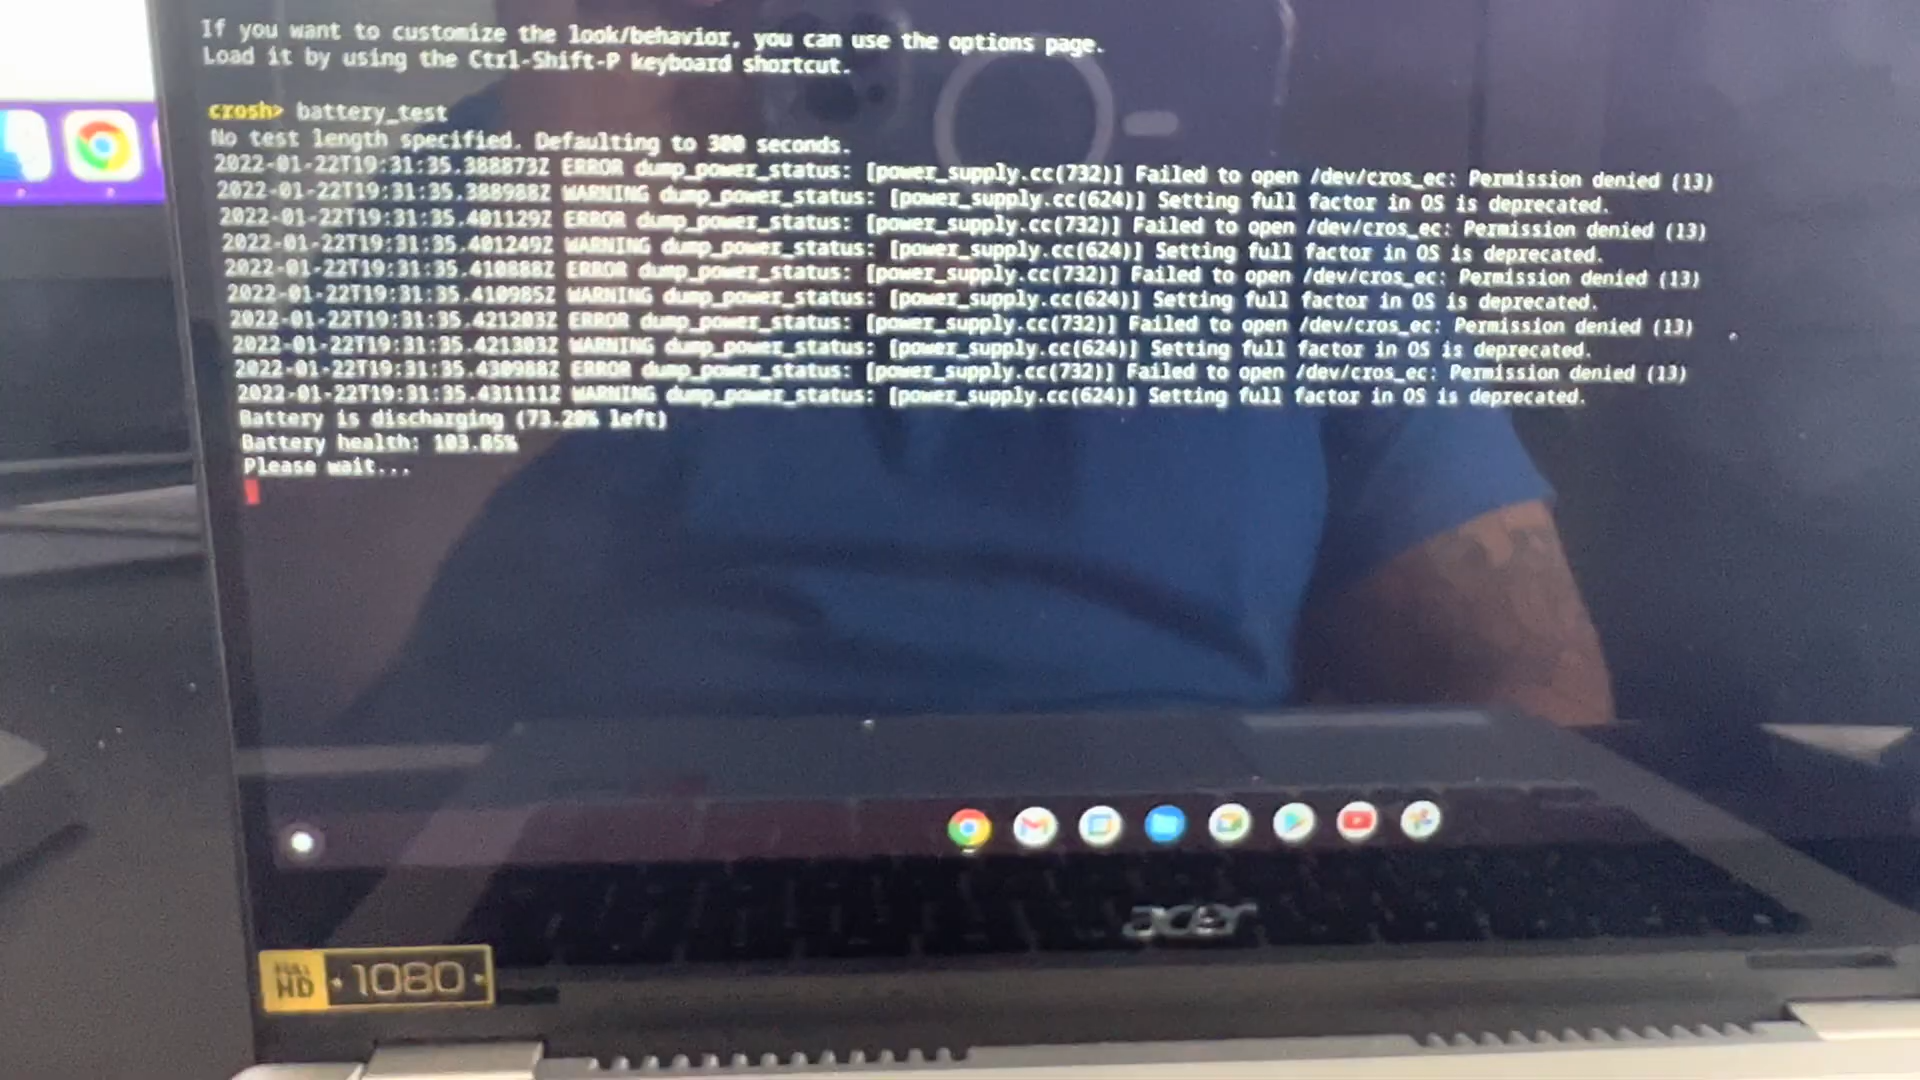 If you want to customize the look/behavior, you can use the options page.
Load it by using the Ctrl-Shift-P keyboard shortcut.
crosh> battery_test
No test length specified. Defaulting to 300 seconds.
2022-01-22T19:31:35.388873Z ERROR dump_power_status: [power_supply.cc(732)] Failed to open /dev/cros_ec: Permission denied (13)
2022-01-22T19:31:35.388988Z WARNING dump_power_status: [power_supply.cc(624)] Setting full factor in OS is deprecated.
2022-01-22T19:31:35.401129Z ERROR dump_power_status: [power_supply.cc(732)] Failed to open /dev/cros_ec: Permission denied (13)
2022-01-22T19:31:35.401249Z WARNING dump_power_status: [power_supply.cc(624)] Setting full factor in OS is deprecated.
2022-01-22T19:31:35.410888Z ERROR dump_power_status: [power_supply.cc(732)] Failed to open /dev/cros_ec: Permission denied (13)
2022-01-22T19:31:35.410985Z WARNING dump_power_status: [power_supply.cc(624)] Setting full factor in OS is deprecated.
2022-01-22T19:31:35.421203Z ERROR dump_power_status: [power_supply.cc(732)] Failed to open /dev/cros_ec: Permission denied (13)
2022-01-22T19:31:35.421303Z WARNING dump_power_status: [power_supply.cc(624)] Setting full factor in OS is deprecated.
2022-01-22T19:31:35.430988Z ERROR dump_power_status: [power_supply.cc(732)] Failed to open /dev/cros_ec: Permission denied (13)
2022-01-22T19:31:35.431111Z WARNING dump_power_status: [power_supply.cc(624)] Setting full factor in OS is deprecated.
Battery is discharging (73.20% left)
Battery health: 103.85%
Please wait...
acer
FULL HD 1080